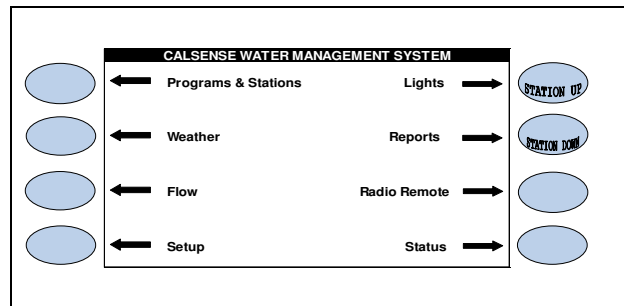 CALSENSE WATER MANAGEMENT SYSTEM
Programs & Stations
Lights
STATION UP
Weather
Reports
STATION DOWN
Flow
Radio Remote
Setup
Status